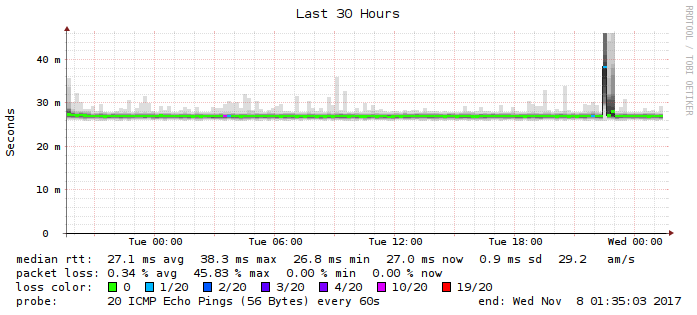 Last 30 Hours
RRDTOOL / TOBI OETIKER
Seconds
40 m
30 m
20 m
10 m
0
Tue 00:00 Tue 06:00 Tue 12:00 Tue 18:00 Wed 00:00
median rtt: 27.1 ms avg 38.3 ms max 26.8 ms min 27.0 ms now 0.9 ms sd 29.2 am/s
packet loss: 0.34 % avg 45.83 % max 0.00 % min 0.00 % now
loss color: 0 1/20 2/20 3/20 4/20 10/20 19/20
probe: 20 ICMP Echo Pings (56 Bytes) every 60s end: Wed Nov 8 01:35:03 2017